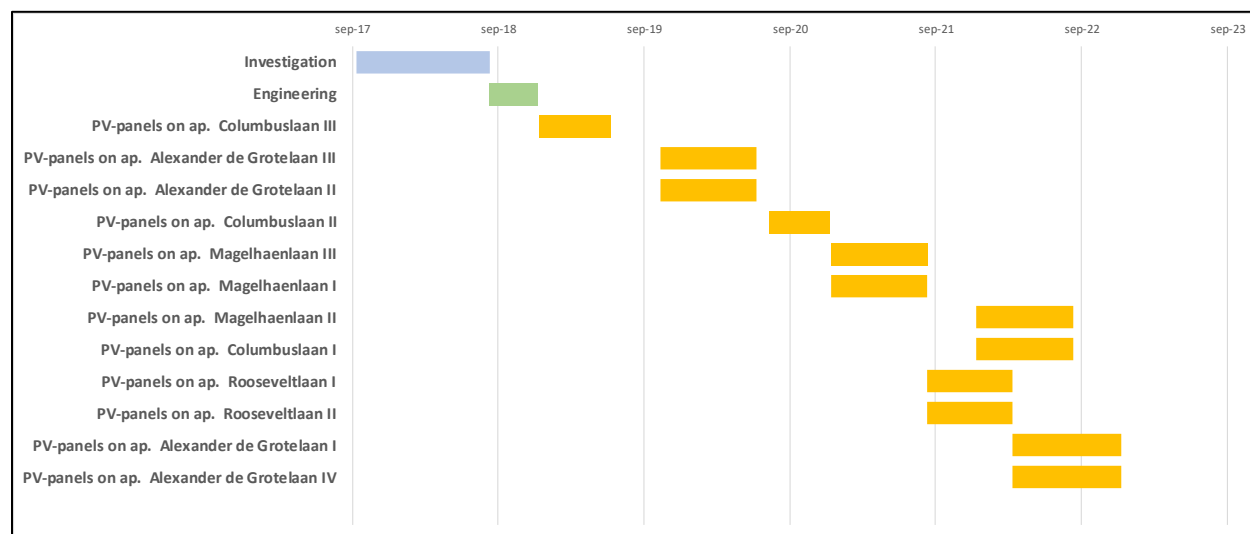 sep-17 sep-18 sep-19 sep-20 sep-21 sep-22 sep-23
Investigation
Engineering
PV-panels on ap. Columbuslaan III
PV-panels on ap. Alexander de Grotelaan III
PV-panels on ap. Alexander de Grotelaan II
PV-panels on ap. Columbuslaan II
PV-panels on ap. Magelhaenlaan III
PV-panels on ap. Magelhaenlaan I
PV-panels on ap. Magelhaenlaan II
PV-panels on ap. Columbuslaan I
PV-panels on ap. Rooseveltlaan I
PV-panels on ap. Rooseveltlaan II
PV-panels on ap. Alexander de Grotelaan I
PV-panels on ap. Alexander de Grotelaan IV